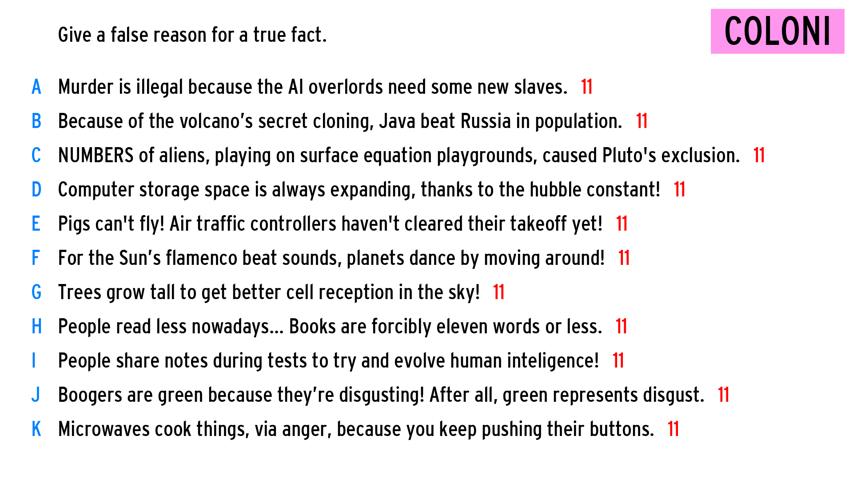 Give a false reason for a true fact.
COLONI
A Murder is illegal because the AI overlords need some new slaves. 11
B Because of the volcano’s secret cloning, Java beat Russia in population. 11
C NUMBERS of aliens, playing on surface equation playgrounds, caused Pluto's exclusion. 11
D Computer storage space is always expanding, thanks to the hubble constant! 11
E Pigs can't fly! Air traffic controllers haven't cleared their takeoff yet! 11
F For the Sun’s flamenco beat sounds, planets dance by moving around! 11
G Trees grow tall to get better cell reception in the sky! 11
H People read less nowadays... Books are forcibly eleven words or less. 11
I People share notes during tests to try and evolve human inteligence! 11
J Boogers are green because they’re disgusting! After all, green represents disgust. 11
K Microwaves cook things, via anger, because you keep pushing their buttons. 11